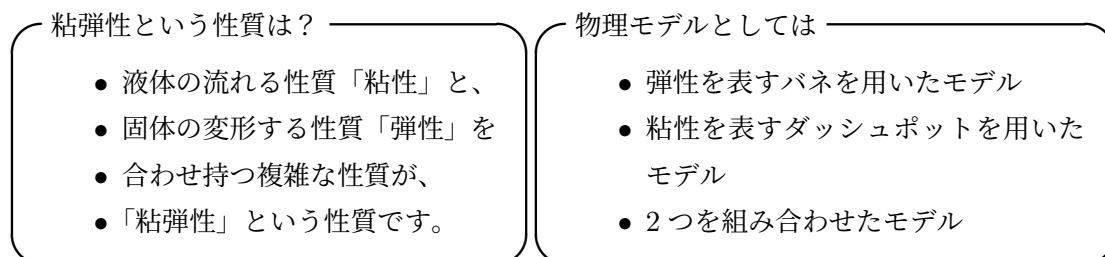 粘弾性という性質は？
● 液体の流れる性質「粘性」と、
● 固体の変形する性質「弾性」を
● 合わせ持つ複雑な性質が、
●「粘弾性」という性質です。
物理モデルとしては
● 弾性を表すバネを用いたモデル
● 粘性を表すダッシュポットを用いた
モデル
● 2 つを組み合わせたモデル